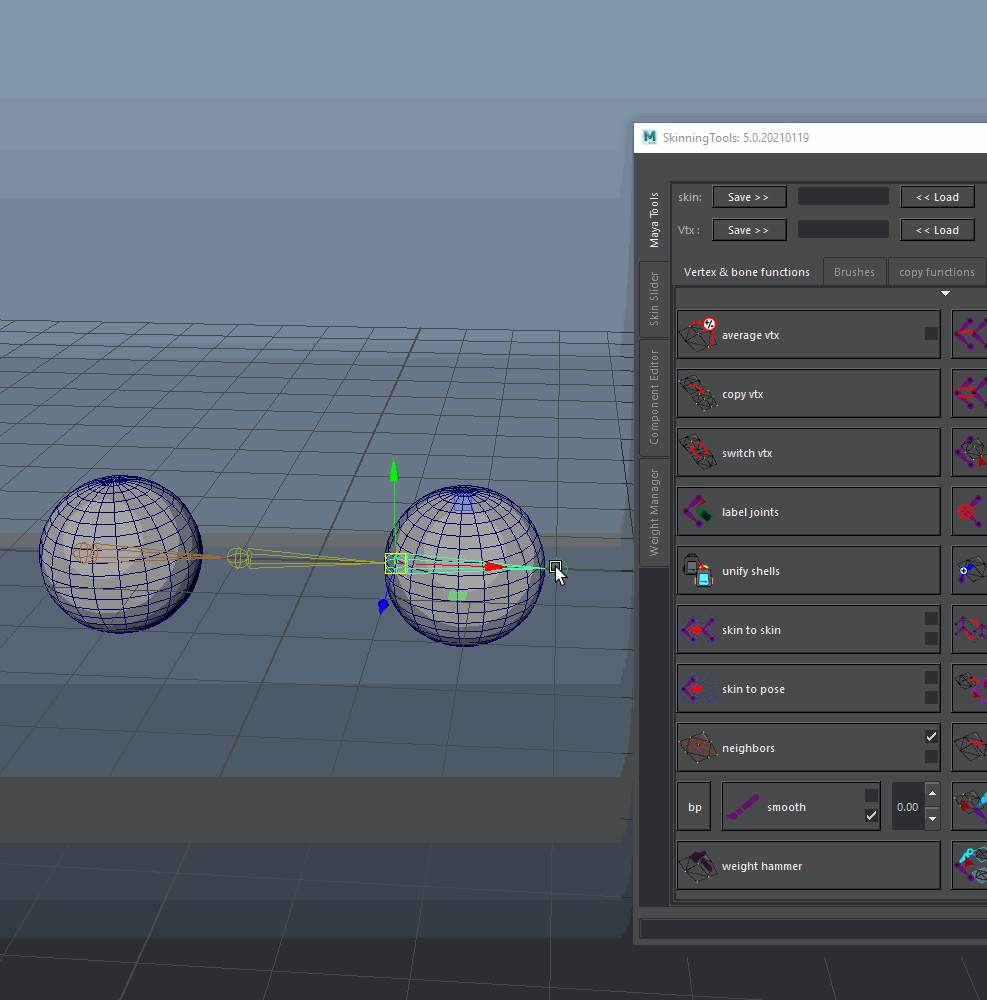 M SkinningTools: 5.0.20210119
Maya Tools
Skin Slider
Component Editor
Weight Manager
skin: Save >> << Load
Vtx : Save >> << Load
Vertex & bone functions Brushes copy functions
average vtx
copy vtx
switch vtx
label joints
unify shells
skin to skin
skin to pose
neighbors
bp smooth 0.00
weight hammer